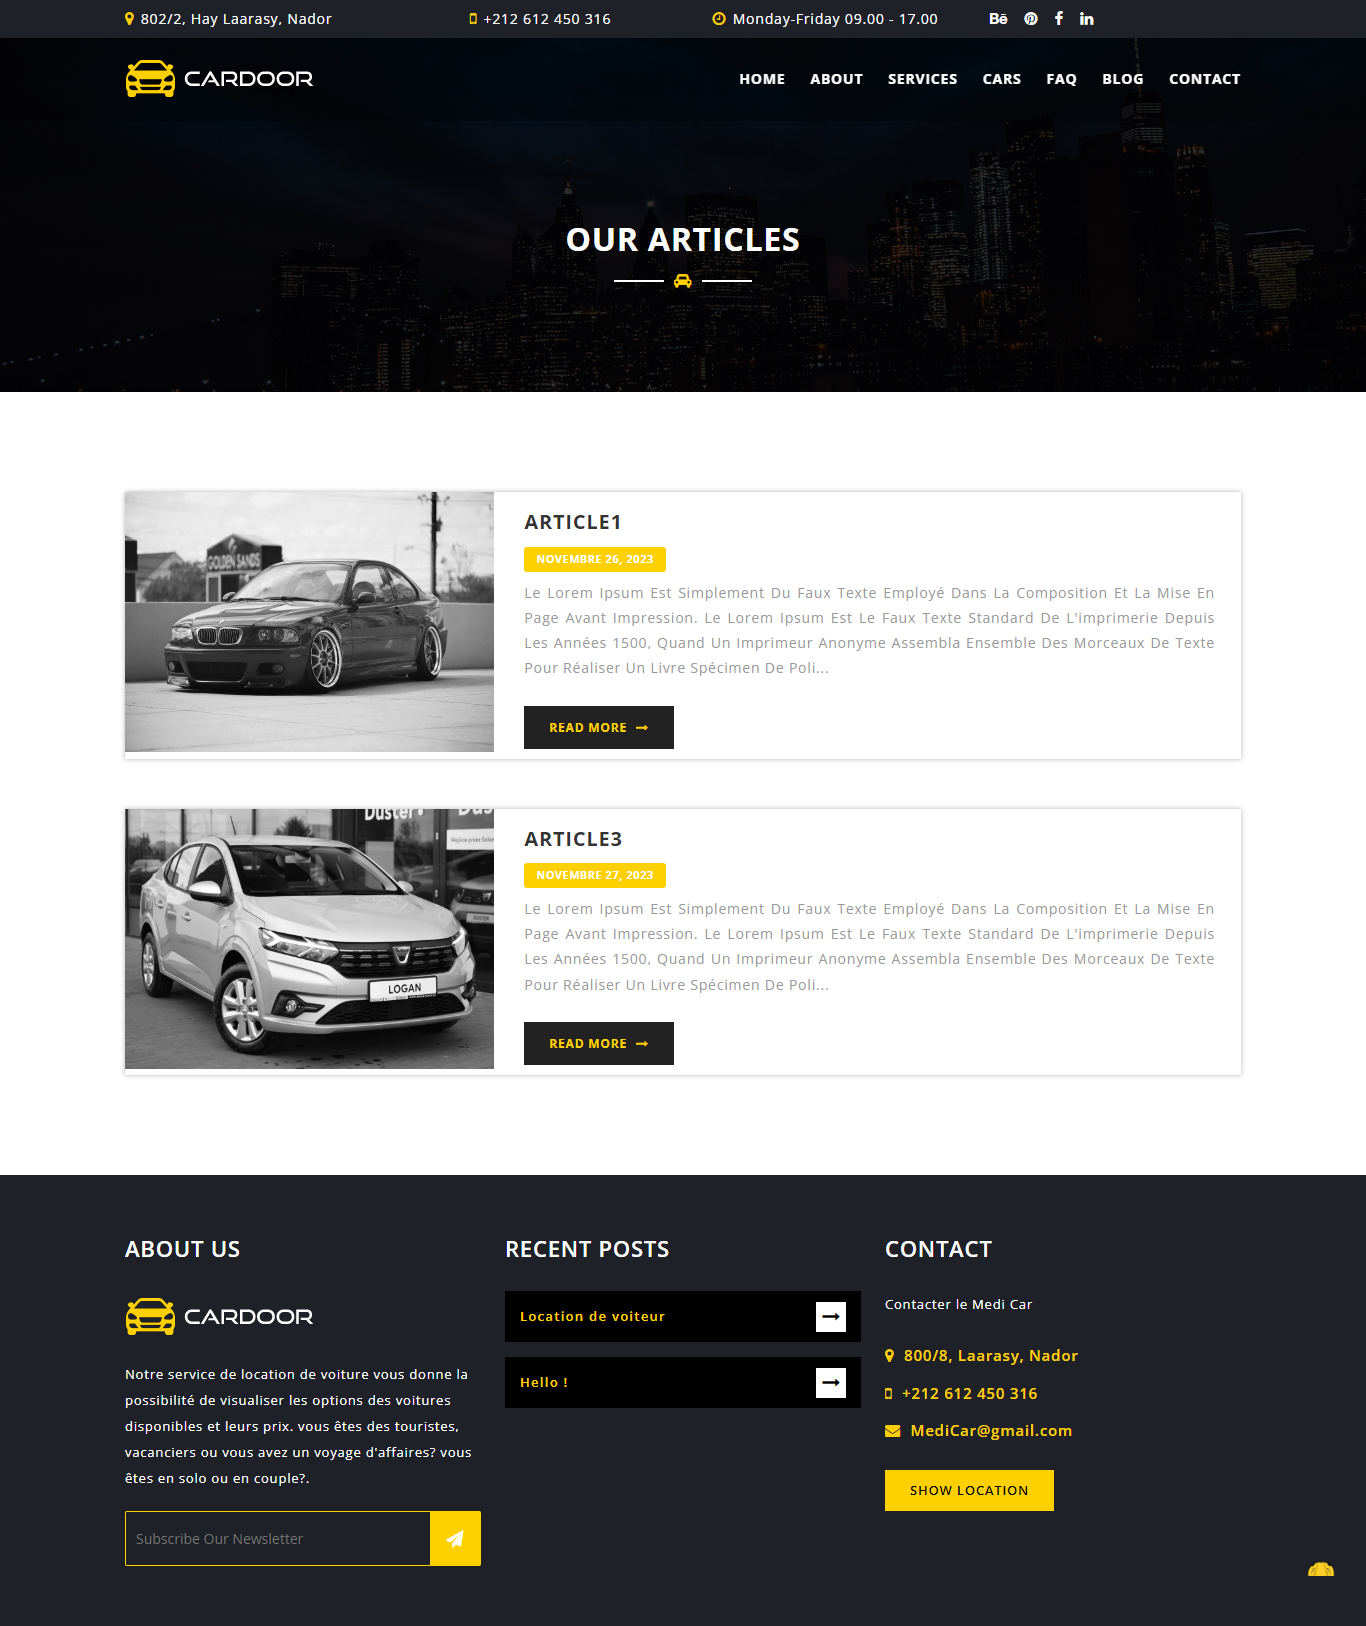 802/2, Hay Laarasy, Nador
+212 612 450 316
Monday-Friday 09.00 - 17.00
CARDOOR
HOME ABOUT SERVICES CARS FAQ BLOG CONTACT
OUR ARTICLES
GOLDEN SANDS
ARTICLE1
NOVEMBRE 26, 2023
Le Lorem Ipsum Est Simplement Du Faux Texte Employé Dans La Composition Et La Mise En
Page Avant Impression. Le Lorem Ipsum Est Le Faux Texte Standard De L'imprimerie Depuis
Les Années 1500, Quand Un Imprimeur Anonyme Assembla Ensemble Des Morceaux De Texte
Pour Réaliser Un Livre Spécimen De Poli...
READ MORE
Duster
DUSTER
LOGAN
ARTICLE3
NOVEMBRE 27, 2023
Le Lorem Ipsum Est Simplement Du Faux Texte Employé Dans La Composition Et La Mise En
Page Avant Impression. Le Lorem Ipsum Est Le Faux Texte Standard De L'imprimerie Depuis
Les Années 1500, Quand Un Imprimeur Anonyme Assembla Ensemble Des Morceaux De Texte
Pour Réaliser Un Livre Spécimen De Poli...
READ MORE
ABOUT US
CARDOOR
Notre service de location de voiture vous donne la
possibilité de visualiser les options des voitures
disponibles et leurs prix. vous êtes des touristes,
vacanciers ou vous avez un voyage d'affaires? vous
êtes en solo ou en couple?.
Subscribe Our Newsletter
RECENT POSTS
Location de voiteur
Hello !
CONTACT
Contacter le Medi Car
800/8, Laarasy, Nador
+212 612 450 316
MediCar@gmail.com
SHOW LOCATION